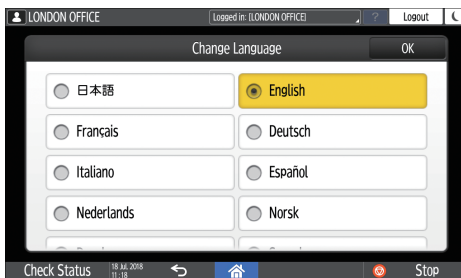 LONDON OFFICE Logged in: [LONDON OFFICE] ? Logout
Change Language OK
日本語 English
Français Deutsch
Italiano Español
Nederlands Norsk
Check Status 18 Jul. 2018 11:18 Stop